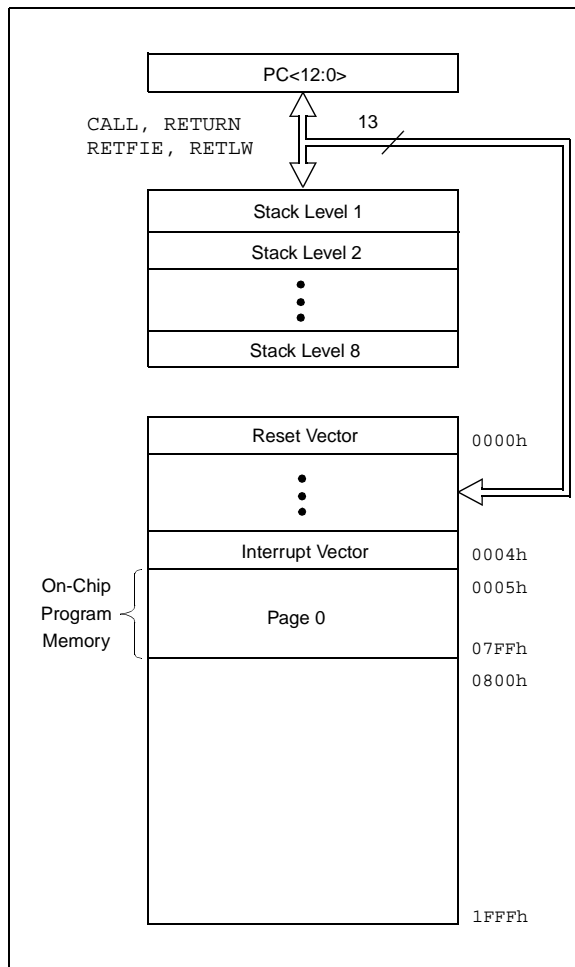 PC<12:0>
CALL, RETURN
RETFIE, RETLW
13
Stack Level 1
Stack Level 2
Stack Level 8
Reset Vector
0000h
Interrupt Vector
0004h
On-Chip
Program
Memory
Page 0
0005h
07FFh
0800h
1FFFh